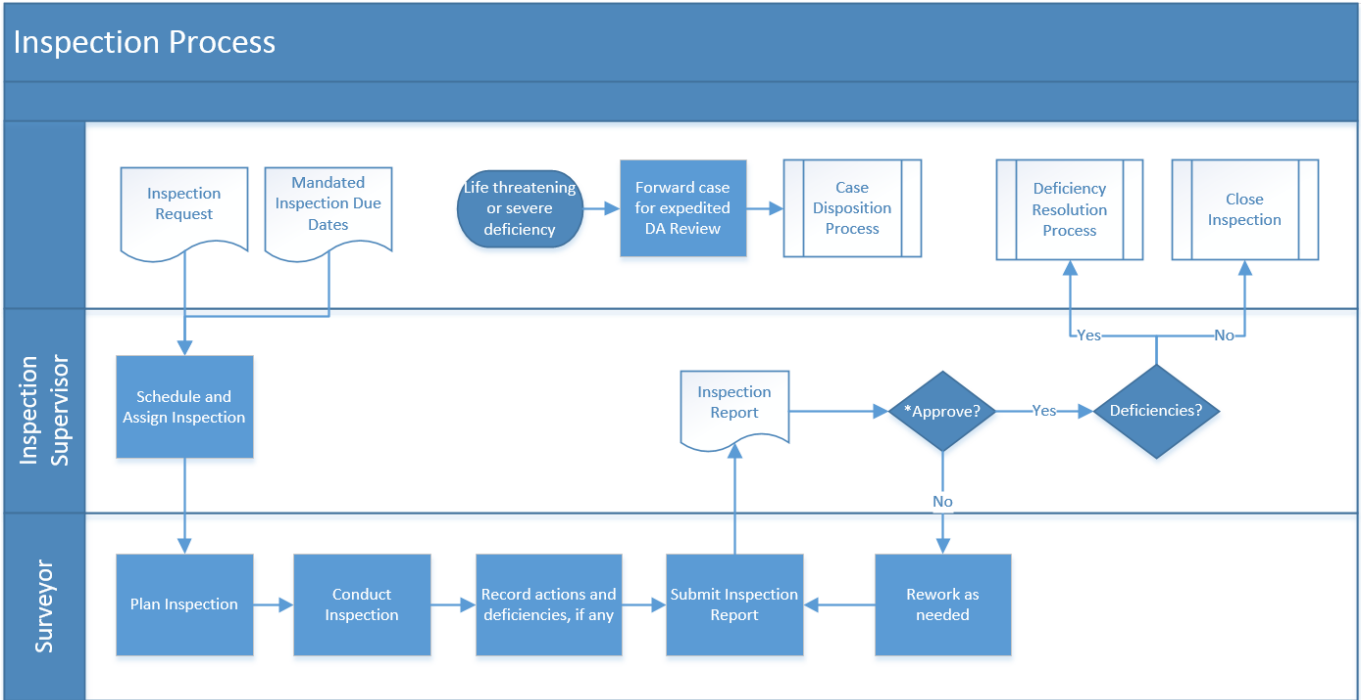 Inspection Process
Inspection
Request
Mandated
Inspection Due
Dates
Life threatening
or severe
deficiency
Forward case
for expedited
DA Review
Case
Disposition
Process
Deficiency
Resolution
Process
Close
Inspection
Inspection
Supervisor
Schedule and
Assign Inspection
Inspection
Report
*Approve?
Yes
Deficiencies?
Yes
No
No
Surveyor
Plan Inspection
Conduct
Inspection
Record actions and
deficiencies, if any
Submit Inspection
Report
Rework as
needed